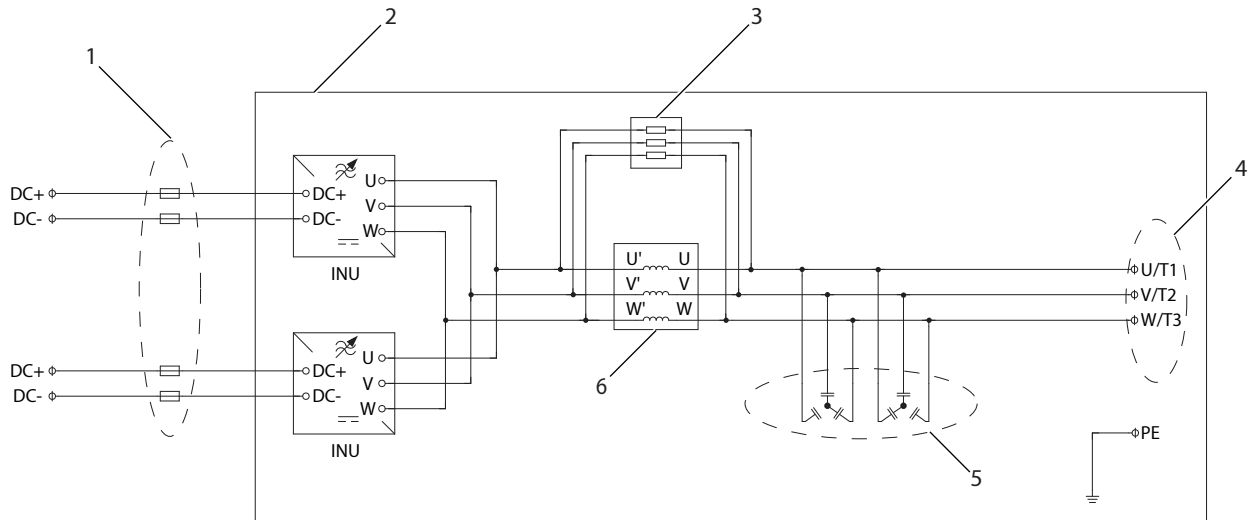 2
3
1
4
DC+
DC-
DC+
DC-
U
V
W
INU
U'
U
V'
V
W'
W
U/T1
V/T2
W/T3
6
DC+
DC-
DC+
DC-
U
V
W
INU
5
PE